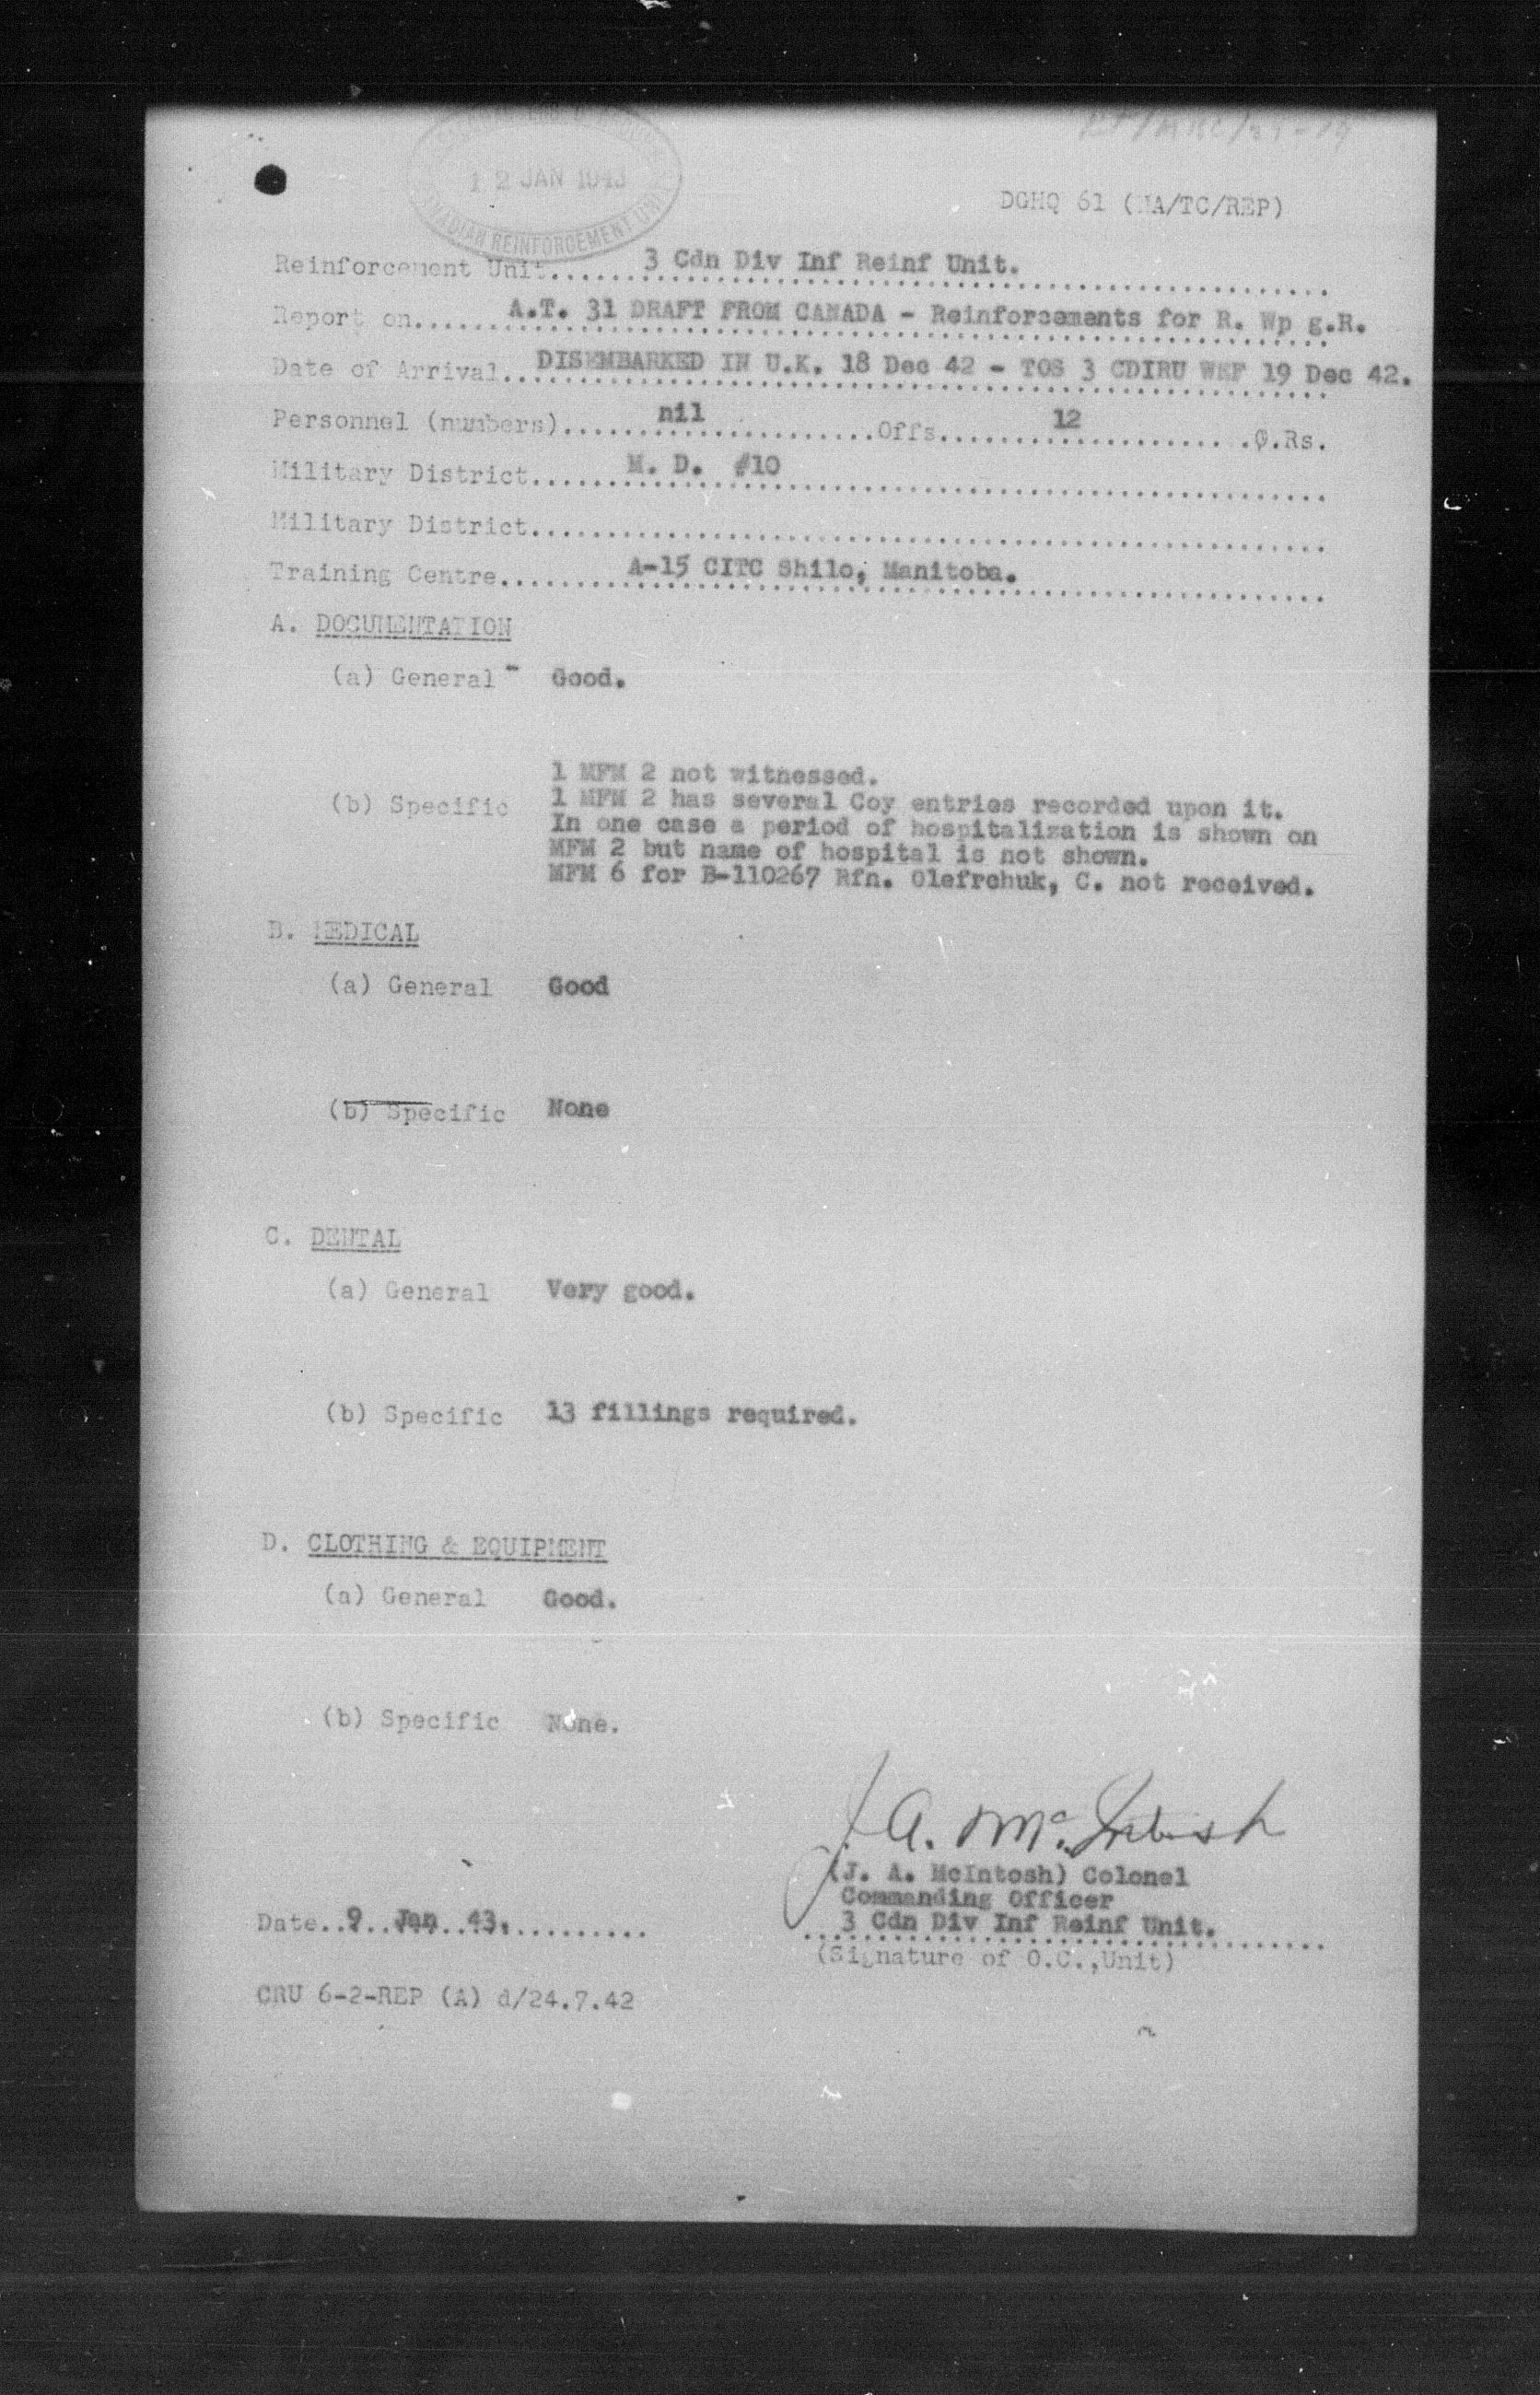 12 JAN 1943
REINFORCEMENT
DGHQ 61 (MA/TC/REP)
Reinforcement Unit......3 Cdn Div Inf Reinf Unit.
Report on......A.T. 31 DRAFT FROM CANADA - Reinforcements for R. Wp g.R.
Date of Arrival..DISEMBARKED IN U.K. 18 Dec 42 - TOS 3 CDIRU WEF 19 Dec 42.
Personnel (numbers)......nil......Offs......12......O.Rs.
Military District......M. D. #10
Military District......
Training Centre......A-15 CITC Shilo, Manitoba.
A. DOCUMENTATION
(a) General - Good.
1 MFM 2 not witnessed.
(b) Specific 1 MFM 2 has several Coy entries recorded upon it.
In one case a period of hospitalization is shown on
MFM 2 but name of hospital is not shown.
MFM 6 for B-110267 Rfn. Olefrchuk, C. not received.
B. MEDICAL
(a) General Good
(b) Specific None
C. DENTAL
(a) General Very good.
(b) Specific 13 fillings required.
D. CLOTHING & EQUIPMENT
(a) General Good.
(b) Specific None.
J. A. McIntosh
(J. A. McIntosh) Colonel
Commanding Officer
Date..9..Jan..43...........
3 Cdn Div Inf Reinf Unit.
(Signature of O.C.,Unit)
CRU 6-2-REP (A) d/24.7.42